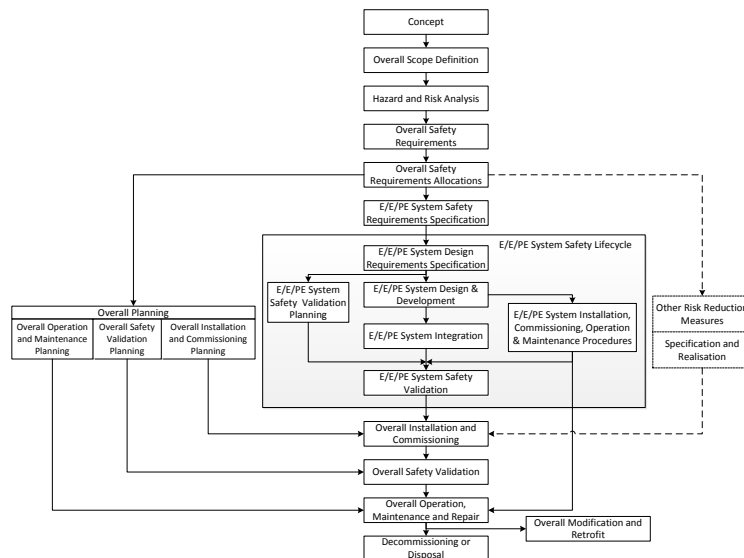 Concept
Overall Scope Definition
Hazard and Risk Analysis
Overall Safety
Requirements
Overall Safety
Requirements Allocations
E/E/PE System Safety
Requirements Specification
E/E/PE System Safety Lifecycle
E/E/PE System Design
Requirements Specification
E/E/PE System
Safety Validation
Planning
E/E/PE System Design &
Development
E/E/PE System Installation,
Commissioning, Operation
& Maintenance Procedures
E/E/PE System Integration
E/E/PE System Safety
Validation
Overall Planning
Overall Operation
and Maintenance
Planning
Overall Safety
Validation
Planning
Overall Installation
and Commissioning
Planning
Other Risk Reduction
Measures
Specification and
Realisation
Overall Installation and
Commissioning
Overall Safety Validation
Overall Operation,
Maintenance and Repair
Overall Modification and
Retrofit
Decommissioning or
Disposal